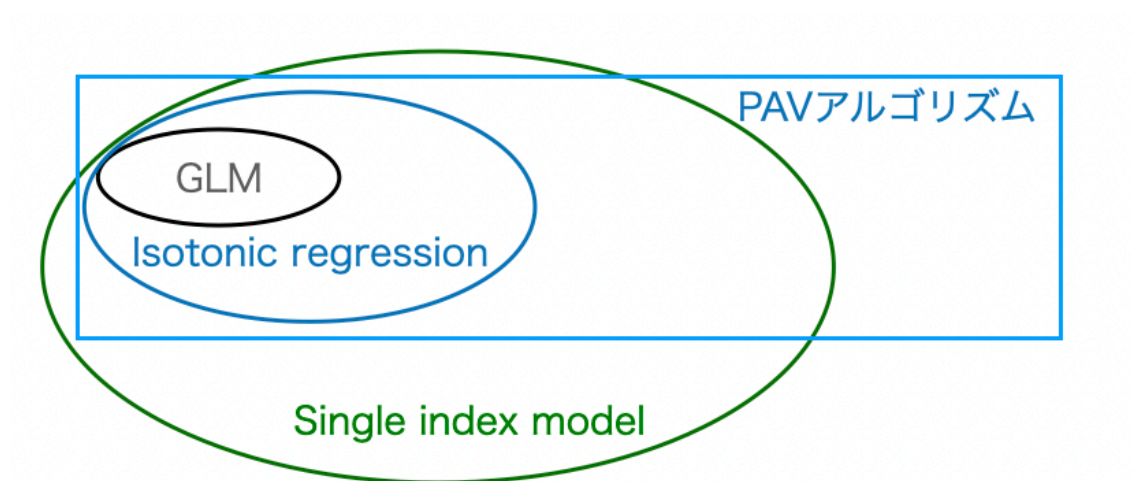 PAVアルゴリズム
GLM
Isotonic regression
Single index model